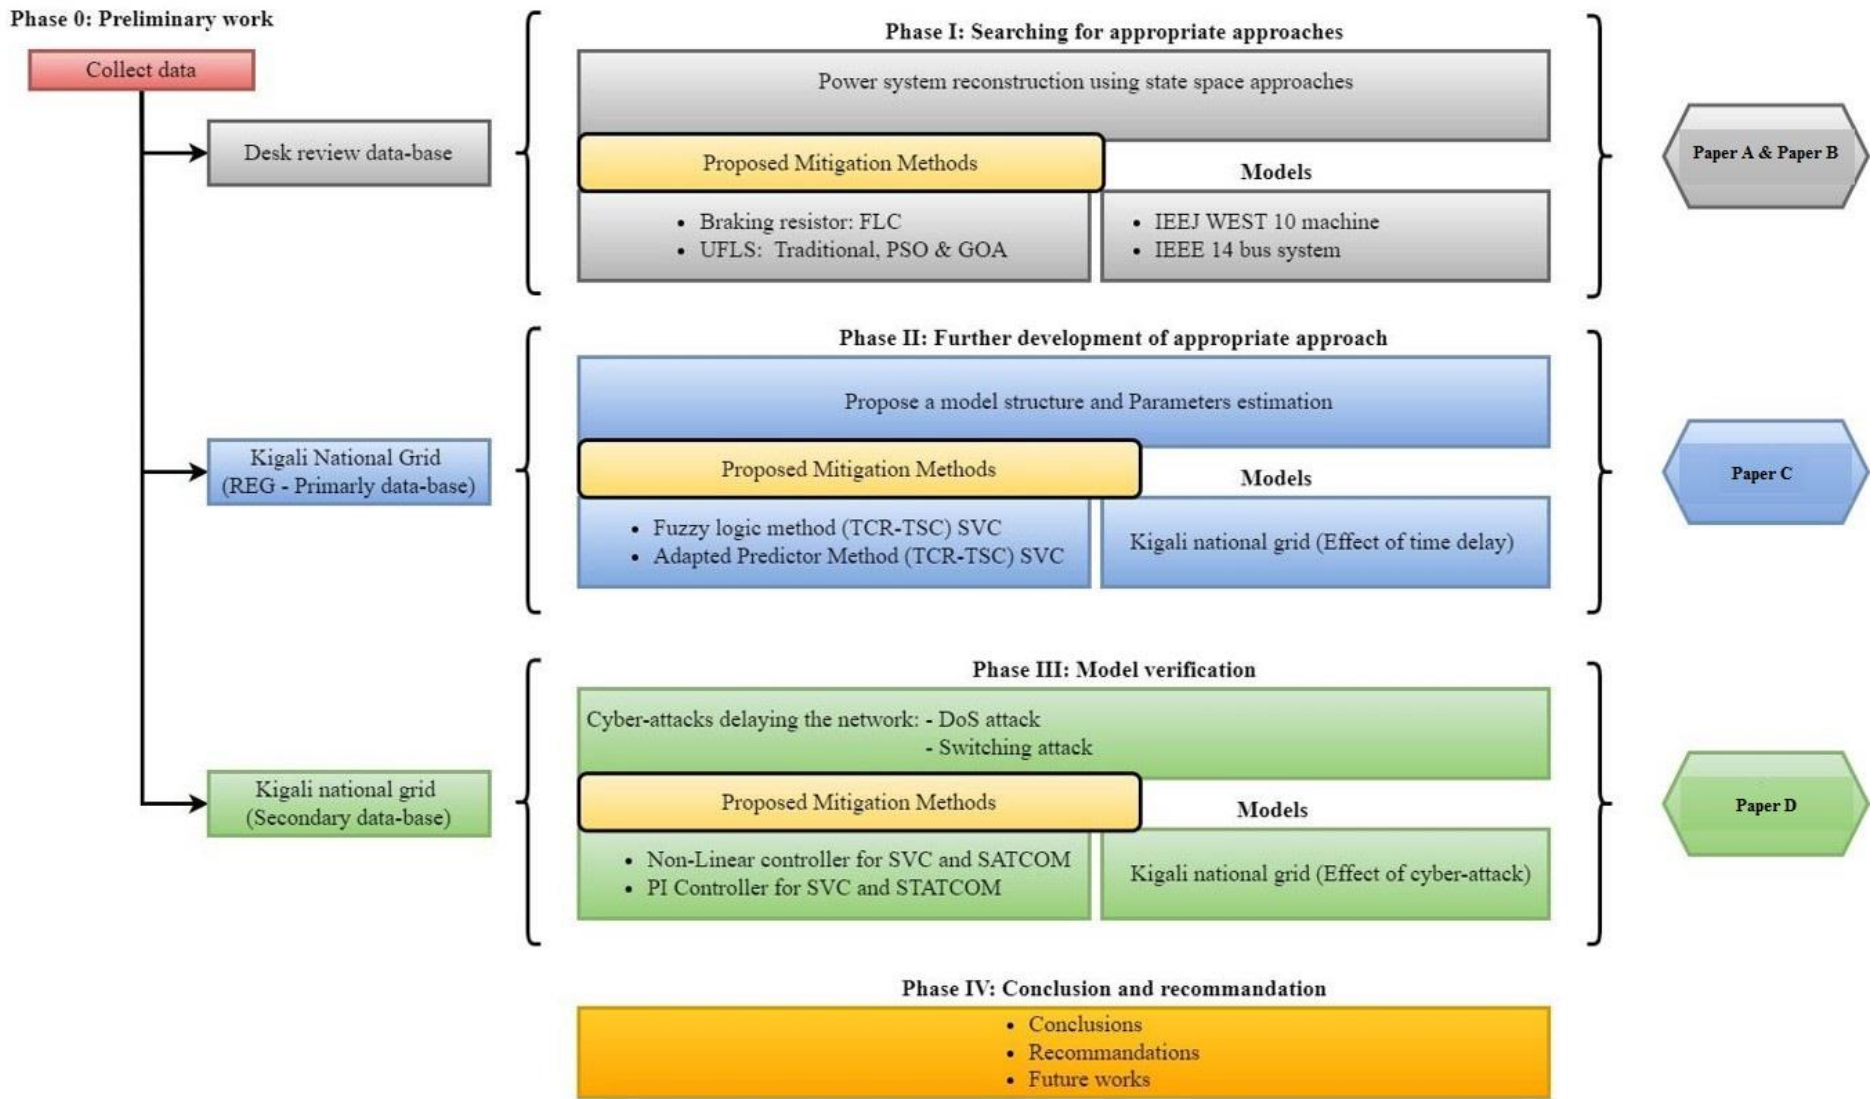 Phase 0: Preliminary work
Collect data
Phase I: Searching for appropriate approaches
Power system reconstruction using state space approaches
Desk review data-base
Proposed Mitigation Methods
Models
• Braking resistor: FLC
• UFLS: Traditional, PSO & GOA
• IEEJ WEST 10 machine
• IEEE 14 bus system
Paper A & Paper B
Phase II: Further development of appropriate approach
Propose a model structure and Parameters estimation
Kigali National Grid
(REG - Primarly data-base)
Proposed Mitigation Methods
Models
• Fuzzy logic method (TCR-TSC) SVC
• Adapted Predictor Method (TCR-TSC) SVC
Kigali national grid (Effect of time delay)
Paper C
Phase III: Model verification
Cyber-attacks delaying the network: - DoS attack
- Switching attack
Kigali national grid
(Secondary data-base)
Proposed Mitigation Methods
Models
• Non-Linear controller for SVC and SATCOM
• PI Controller for SVC and STATCOM
Kigali national grid (Effect of cyber-attack)
Paper D
Phase IV: Conclusion and recommandation
• Conclusions
• Recommandations
• Future works